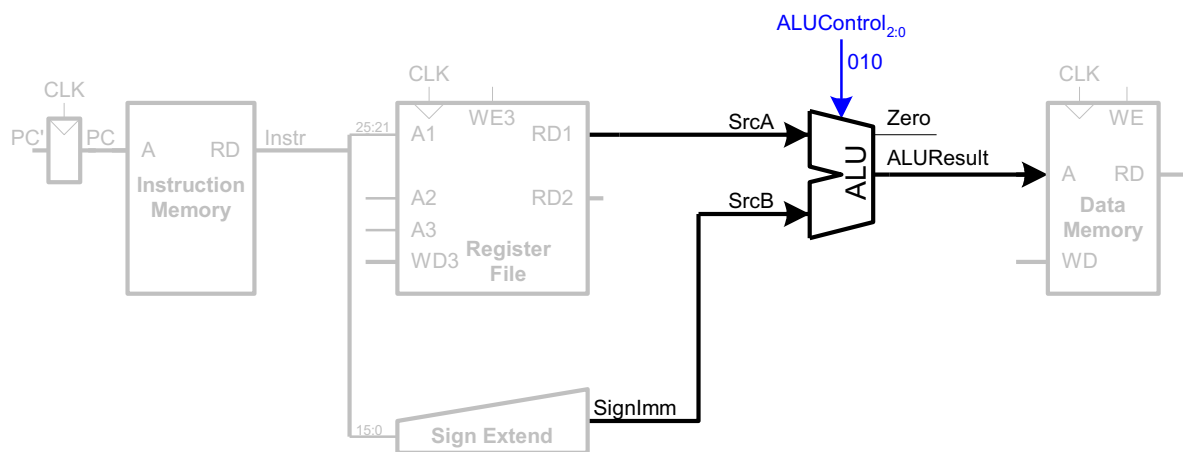 ALUControl2:0
010
CLK
PC'
PC
A
RD
Instruction
Memory
Instr
25:21
CLK
WE3
A1
RD1
A2
RD2
A3
WD3
Register
File
SrcA
SrcB
ALU
Zero
ALUResult
CLK
WE
A
RD
Data
Memory
WD
15:0
Sign Extend
SignImm